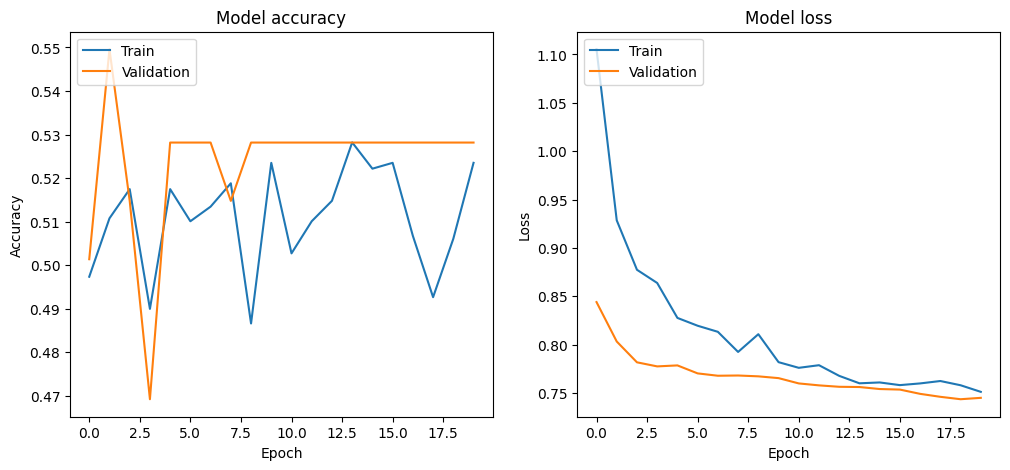 Model accuracy
Train
Validation
0.55
0.54
0.53
0.52
0.51
0.50
0.49
0.48
0.47
Accuracy
0.0 2.5 5.0 7.5 10.0 12.5 15.0 17.5
Epoch
Model loss
Train
Validation
1.10
1.05
1.00
0.95
0.90
0.85
0.80
0.75
Loss
0.0 2.5 5.0 7.5 10.0 12.5 15.0 17.5
Epoch